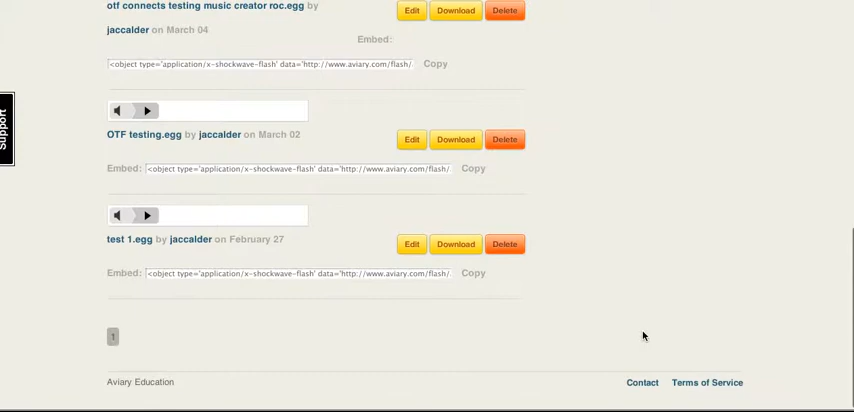 otf connects testing music creator roc.egg by
jaccalder on March 04
Edit Download Delete
Embed:
<object type='application/x-shockwave-flash' data='http://www.aviary.com/flash/ Copy
Support
OTF testing.egg by jaccalder on March 02
Edit Download Delete
Embed: <object type='application/x-shockwave-flash' data='http://www.aviary.com/flash/ Copy
test 1.egg by jaccalder on February 27
Edit Download Delete
Embed: <object type='application/x-shockwave-flash' data='http://www.aviary.com/flash/ Copy
1
Aviary Education
Contact Terms of Service